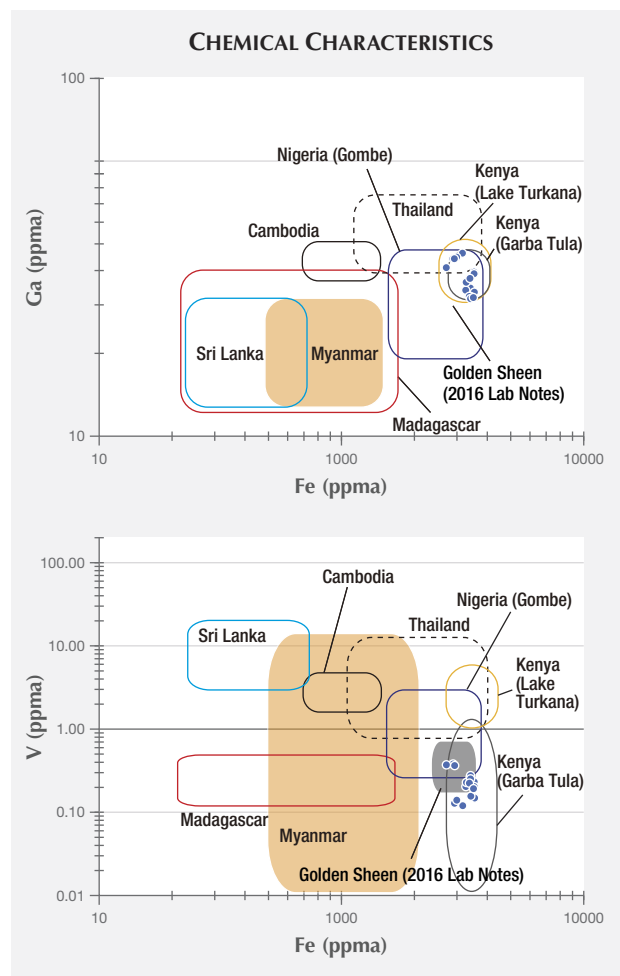 CHEMICAL CHARACTERISTICS
100
Nigeria (Gombe)
Kenya
(Lake Turkana)
Thailand
Kenya
(Garba Tula)
Cambodia
Ga (ppma)
Sri Lanka
Myanmar
Golden Sheen
(2016 Lab Notes)
Madagascar
10
10
1000
10000
Fe (ppma)
100.00
Cambodia
Nigeria (Gombe)
Thailand
Sri Lanka
10.00
Kenya
(Lake
Turkana)
V (ppma)
1.00
Kenya
(Garba Tula)
0.10
Madagascar
Myanmar
Golden Sheen (2016 Lab Notes)
0.01
10
1000
10000
Fe (ppma)